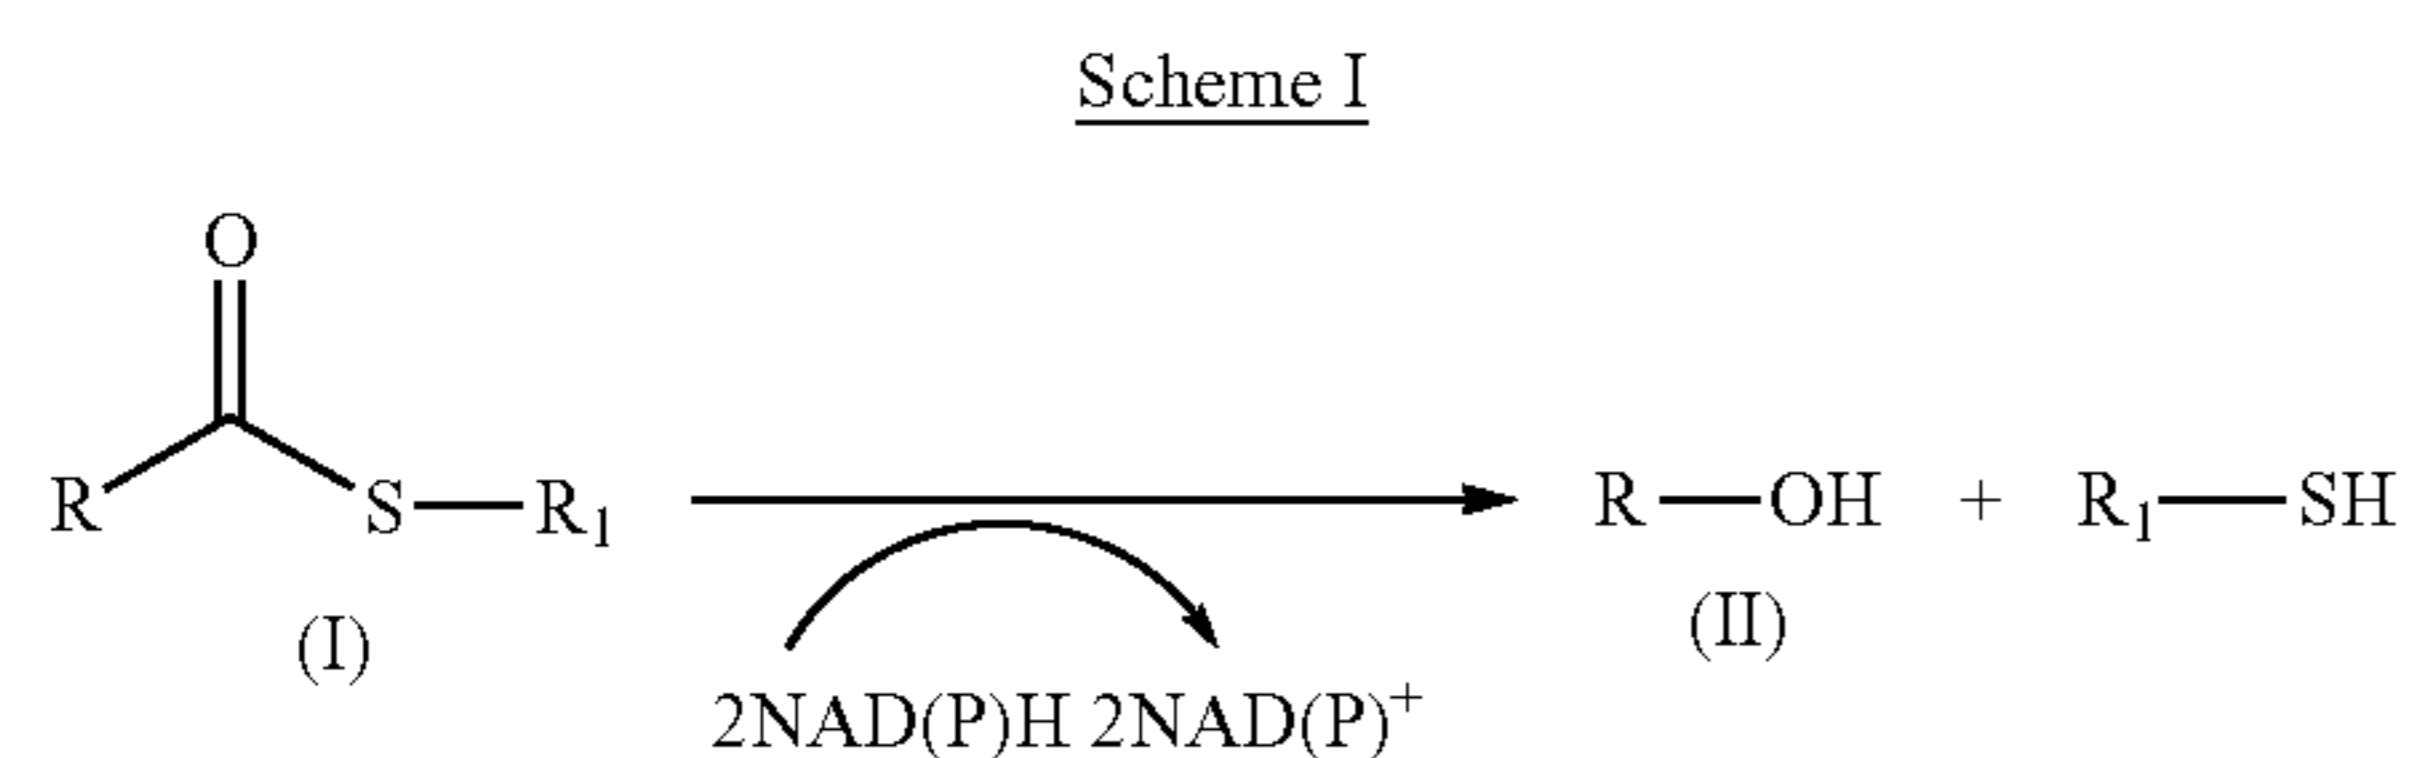 Scheme I
O
R S—R₁ R—OH + R₁—SH
(I) (II)
2NAD(P)H 2NAD(P)⁺